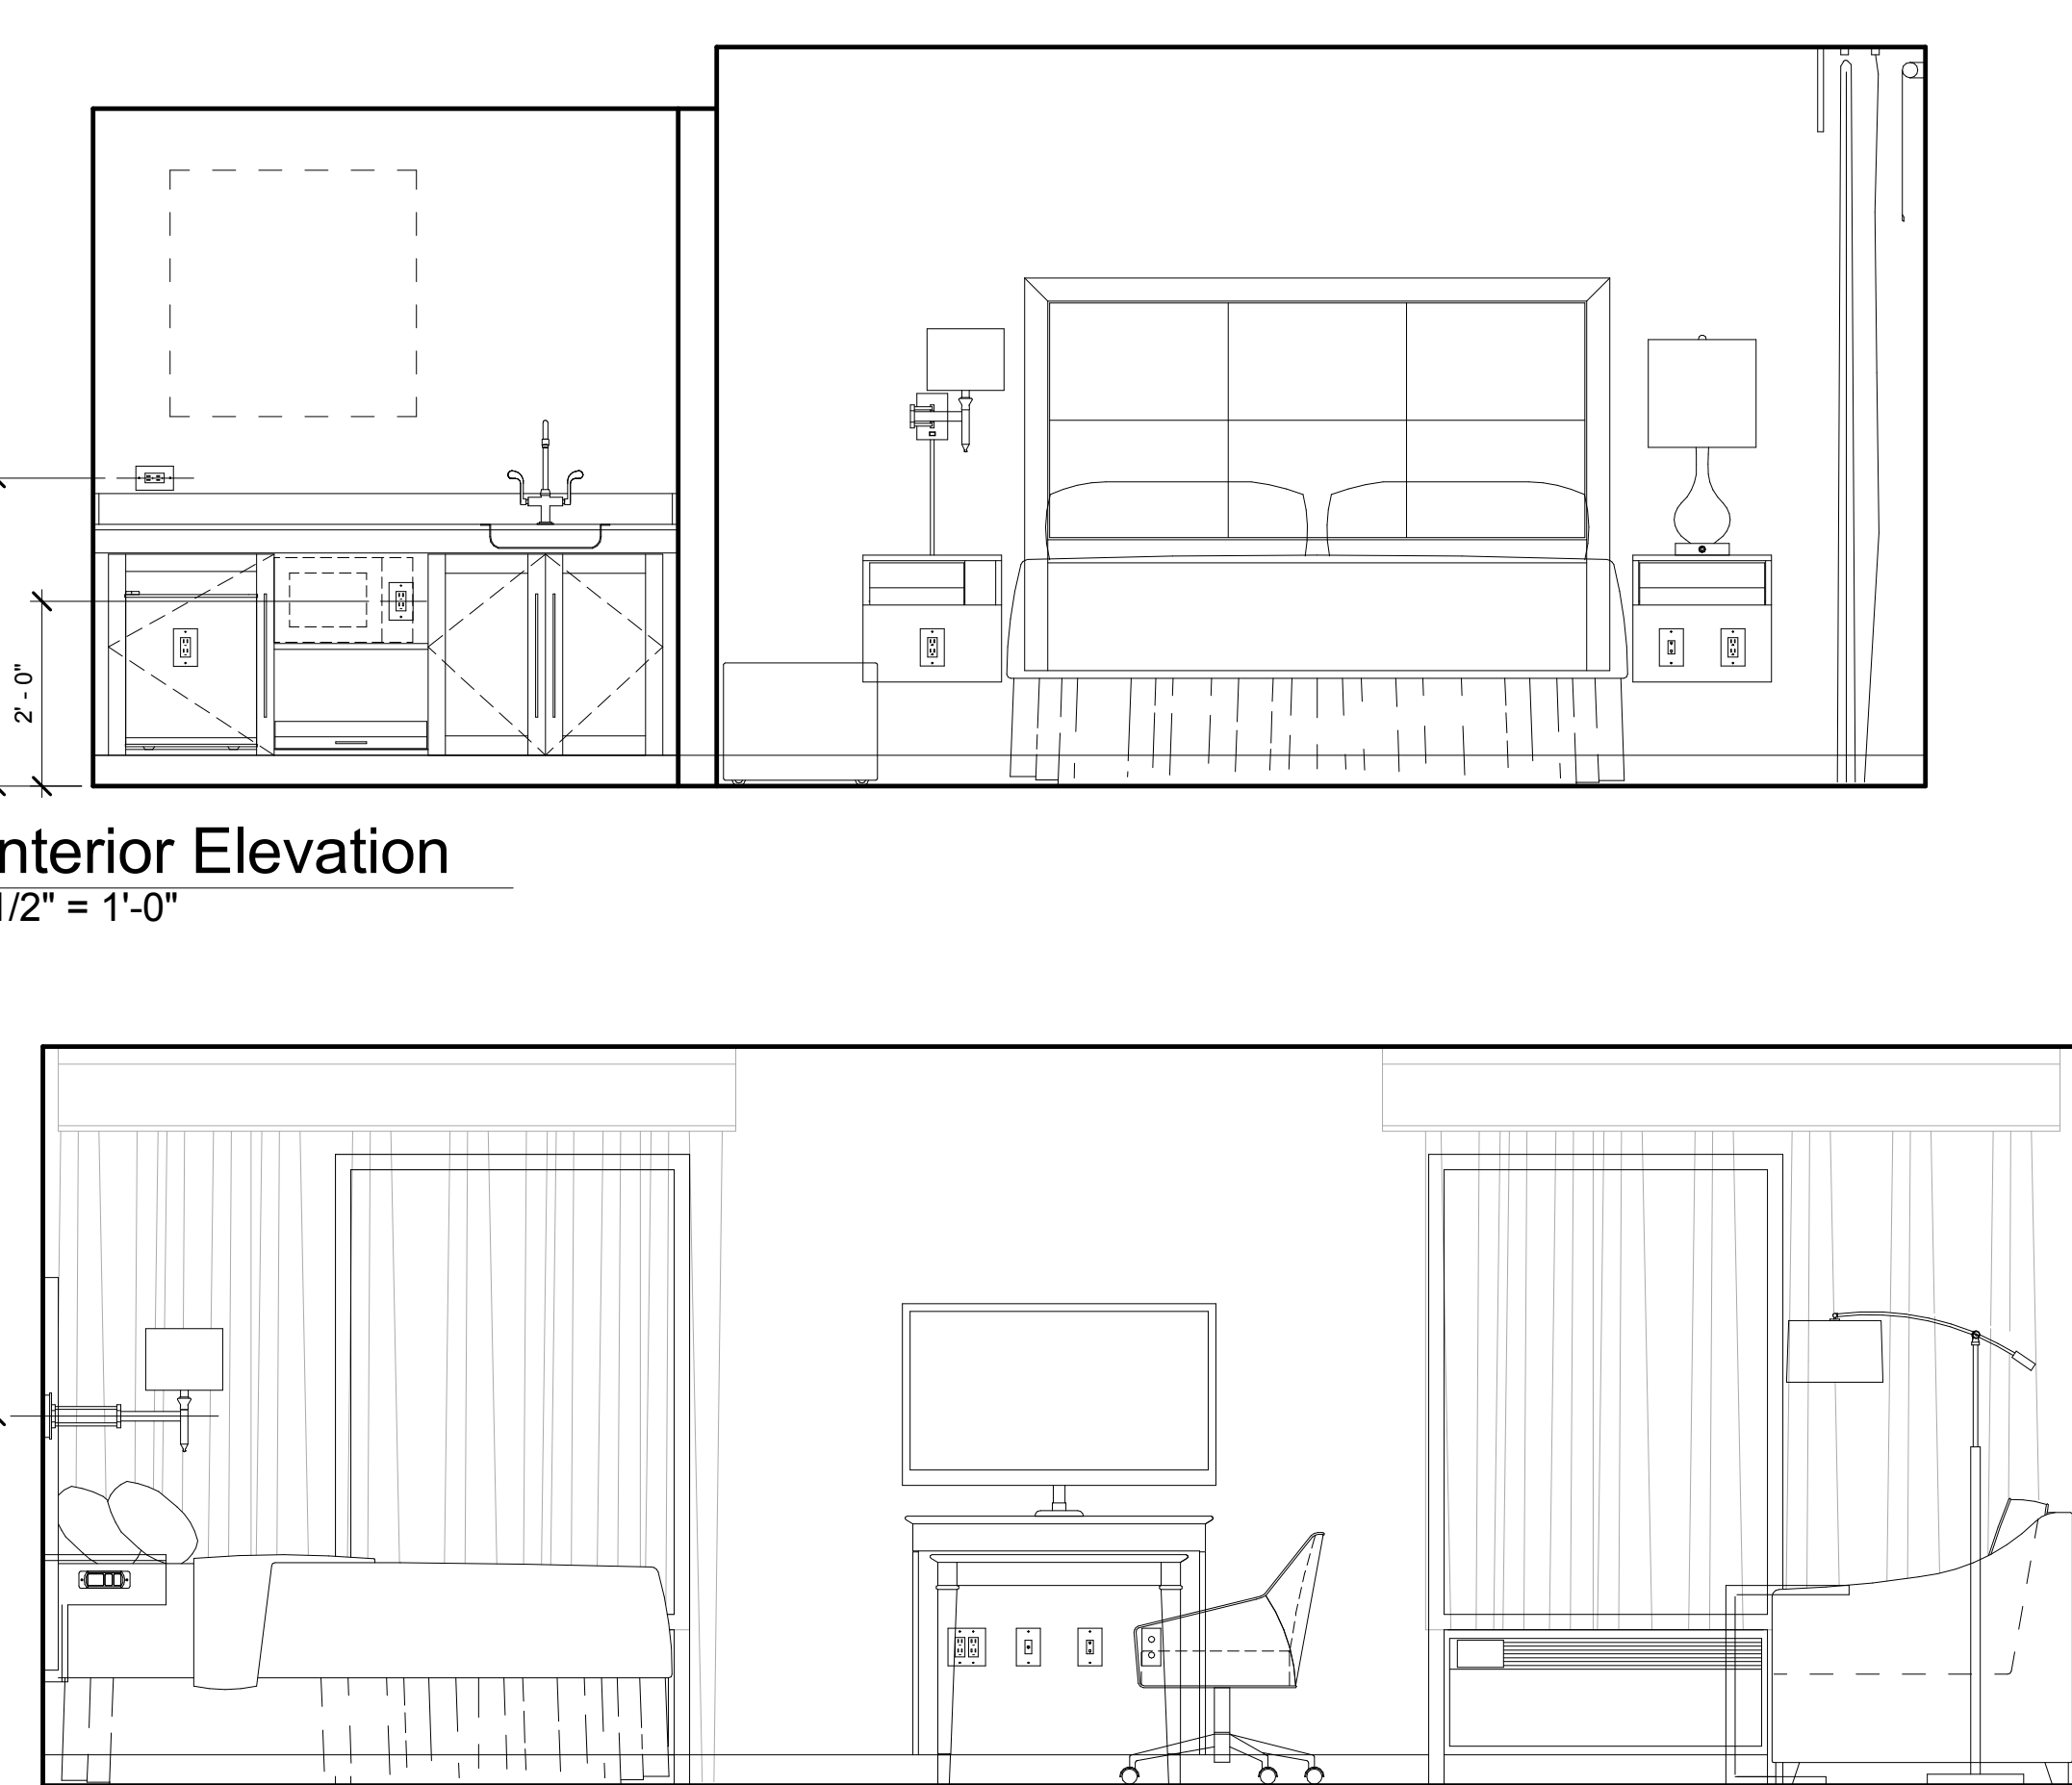 2' - 0"
nterior Elevation
1/2" = 1'-0"